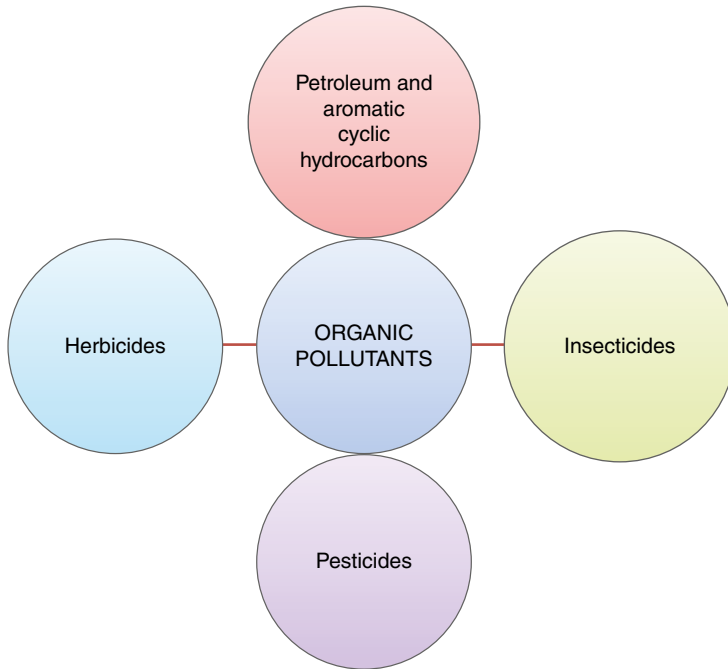 Petroleum and
aromatic
cyclic
hydrocarbons
Herbicides
ORGANIC
POLLUTANTS
Insecticides
Pesticides